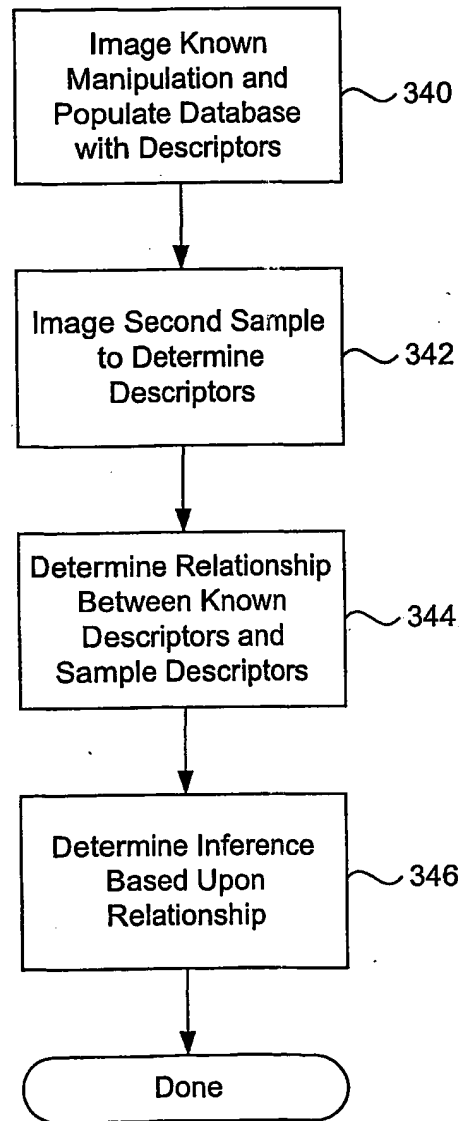 Image Known
Manipulation and
Populate Database
with Descriptors
340
Image Second Sample
to Determine
Descriptors
342
Determine Relationship
Between Known
Descriptors and
Sample Descriptors
344
Determine Inference
Based Upon
Relationship
346
Done